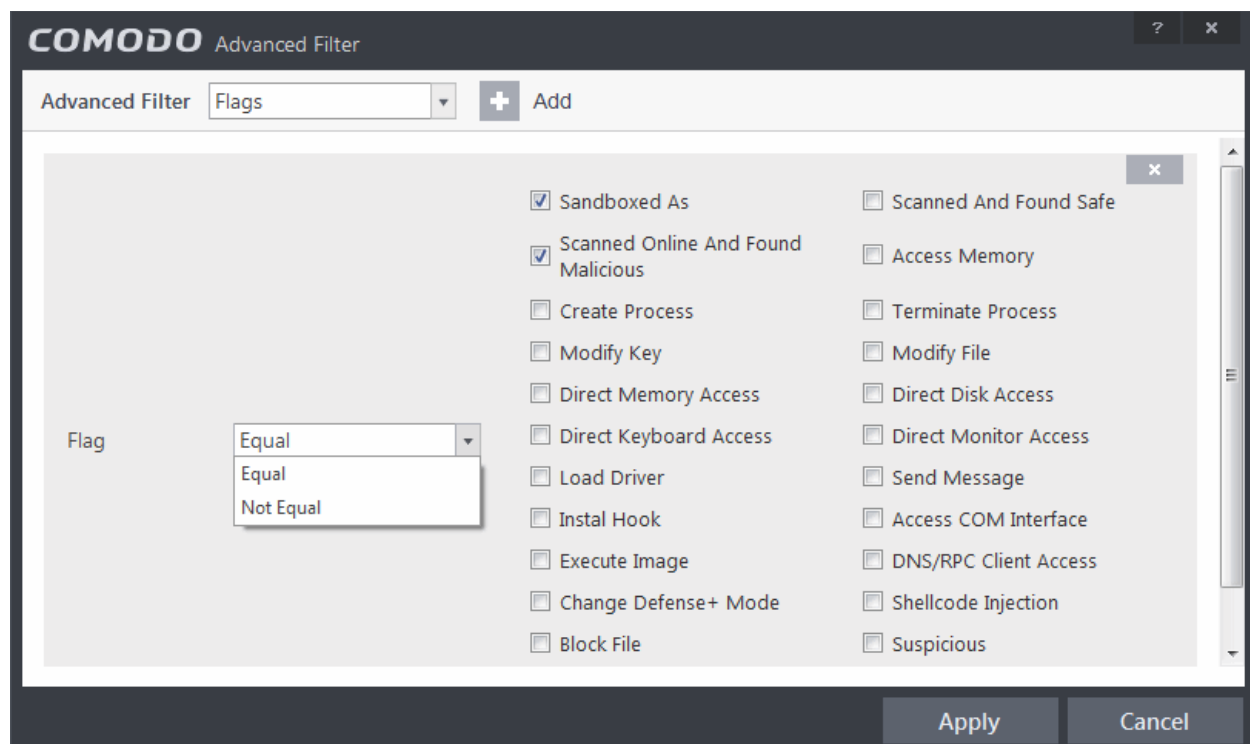 COMODO Advanced Filter ? x
Advanced Filter Flags + Add
x
Sandboxed As Scanned And Found Safe
Scanned Online And Found
Malicious Access Memory
Create Process Terminate Process
Modify Key Modify File
Direct Memory Access Direct Disk Access
Flag Equal Direct Keyboard Access Direct Monitor Access
Equal Load Driver Send Message
Not Equal Instal Hook Access COM Interface
Execute Image DNS/RPC Client Access
Change Defense+ Mode Shellcode Injection
Block File Suspicious
Apply Cancel